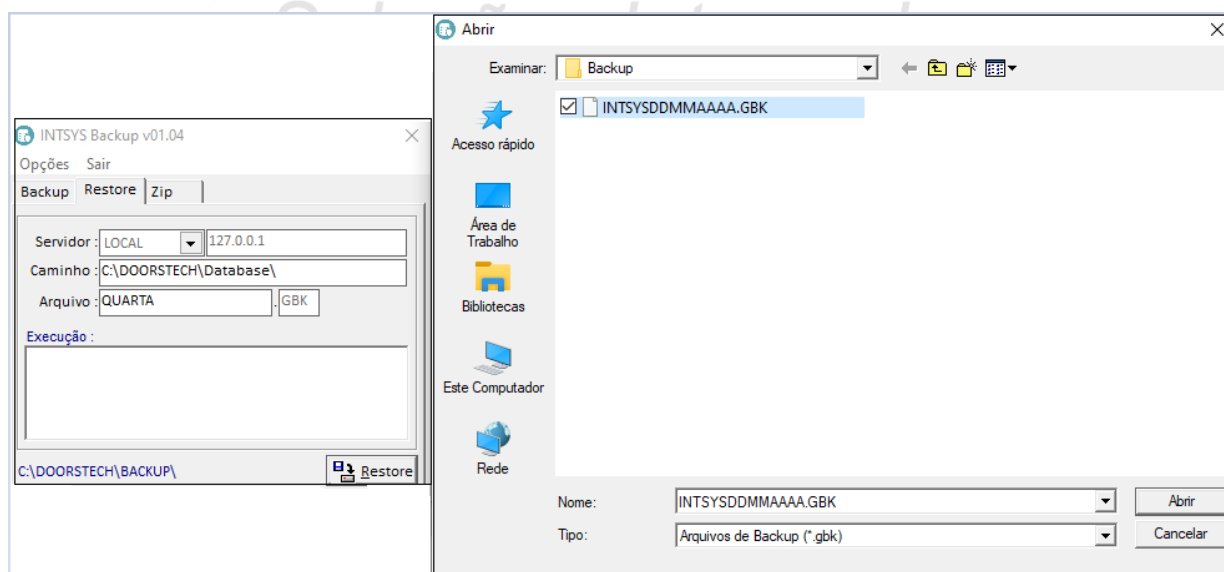 INTSYS Backup v01.04
Opções Sair
Backup Restore Zip
Servidor : LOCAL 127.0.0.1
Caminho : C:\DOORSTECH\Database\
Arquivo : QUARTA . GBK
Execução :
C:\DOORSTECH\BACKUP\ Restore
Abrir
Examinar: Backup
INTSYSDDMMAAAA.GBK
Acesso rápido
Área de
Trabalho
Bibliotecas
Este Computador
Rede
Nome: INTSYSDDMMAAAA.GBK Abrir
Tipo: Arquivos de Backup (*.gbk) Cancelar